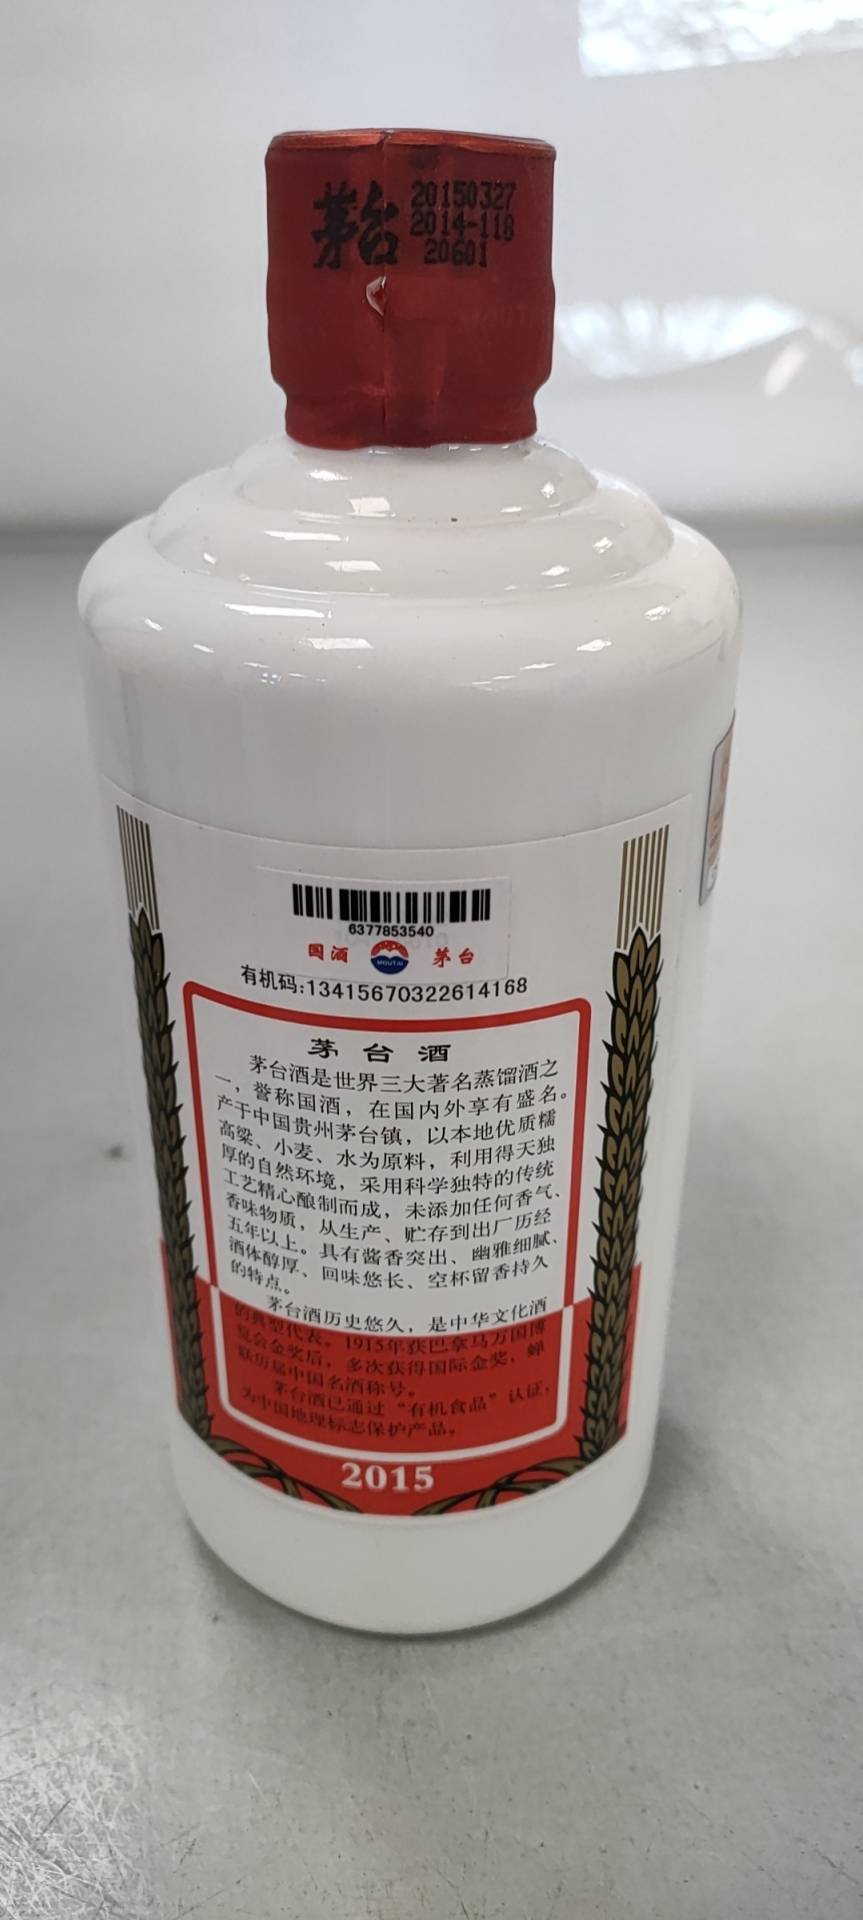 茅台
20150327
2014-118
20601
6377853540
国酒 MOUTAI 茅台
有机码:13415670322614168
茅台酒
茅台酒是世界三大著名蒸馏酒之
一，誉称国酒，在国内外享有盛名。
产于中国贵州茅台镇，以本地优质糯
高粱、小麦、水为原料，利用得天独
厚的自然环境，采用科学独特的传统
工艺精心酿制而成，未添加任何香气、
香味物质，从生产、贮存到出厂历经
五年以上。具有酱香突出、幽雅细腻、
酒体醇厚、回味悠长、空杯留香持久
的特点。
茅台酒历史悠久，是中华文化酒
的典型代表。1915年获巴拿马万国博
览会金奖后，多次获得国际金奖，蝉
联历届中国名酒称号。
茅台酒已通过“有机食品”认证，
为中国地理标志保护产品。
2015